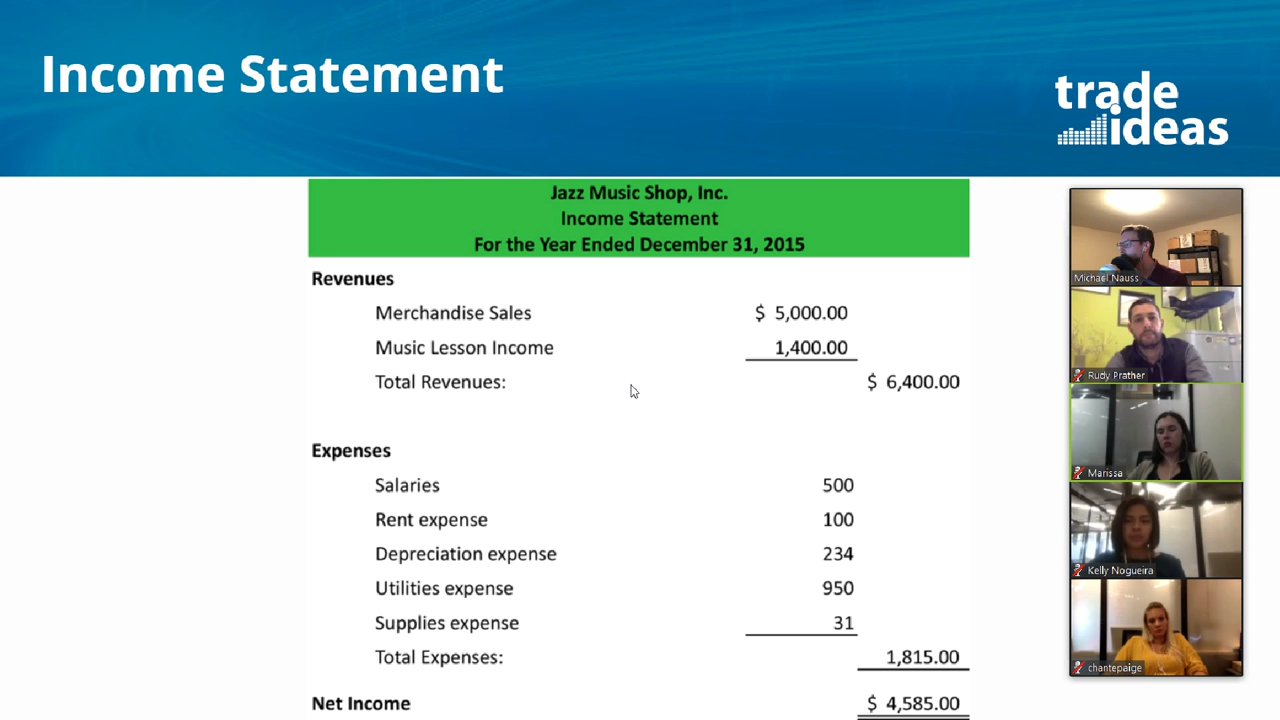 Income Statement
trade
ideas
Jazz Music Shop, Inc.
Income Statement
For the Year Ended December 31, 2015
Revenues
Merchandise Sales $ 5,000.00
Music Lesson Income 1,400.00
Total Revenues: $ 6,400.00
Expenses
Salaries 500
Rent expense 100
Depreciation expense 234
Utilities expense 950
Supplies expense 31
Total Expenses: 1,815.00
Net Income $ 4,585.00
Michael Nauss
Rudy Prather
Marissa
Kelly Nogueira
chantepaige